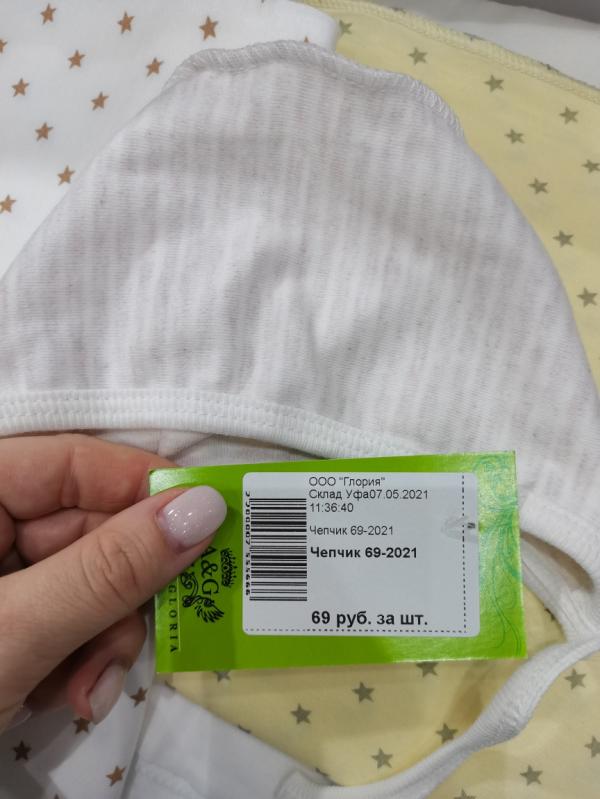 ООО "Глория"
Склад Уфа07.05.2021
11:36:40
Чепчик 69-2021
Чепчик 69-2021
69 руб. за шт.
A&G
GLORIA